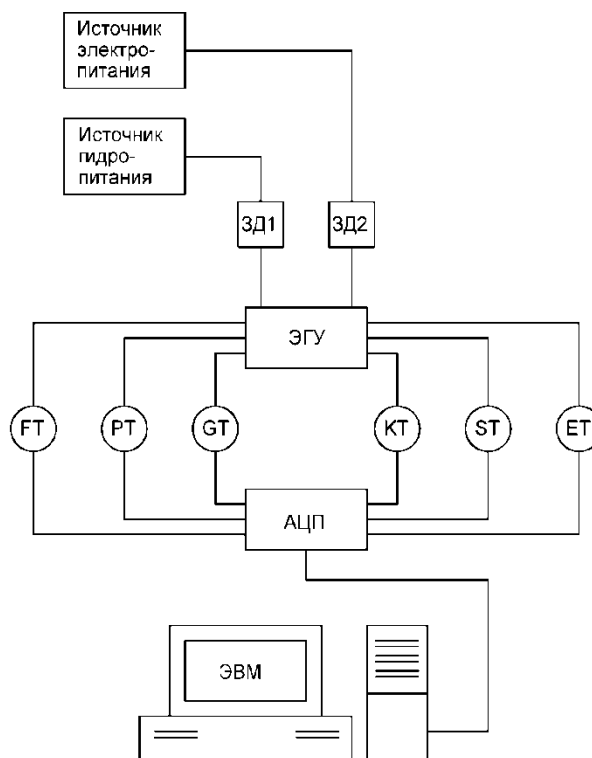 Источник
электро-
питания
Источник
гидро-
питания
ЗД1
ЗД2
ЭГУ
FT
PT
GT
KT
ST
ET
АЦП
ЭВМ